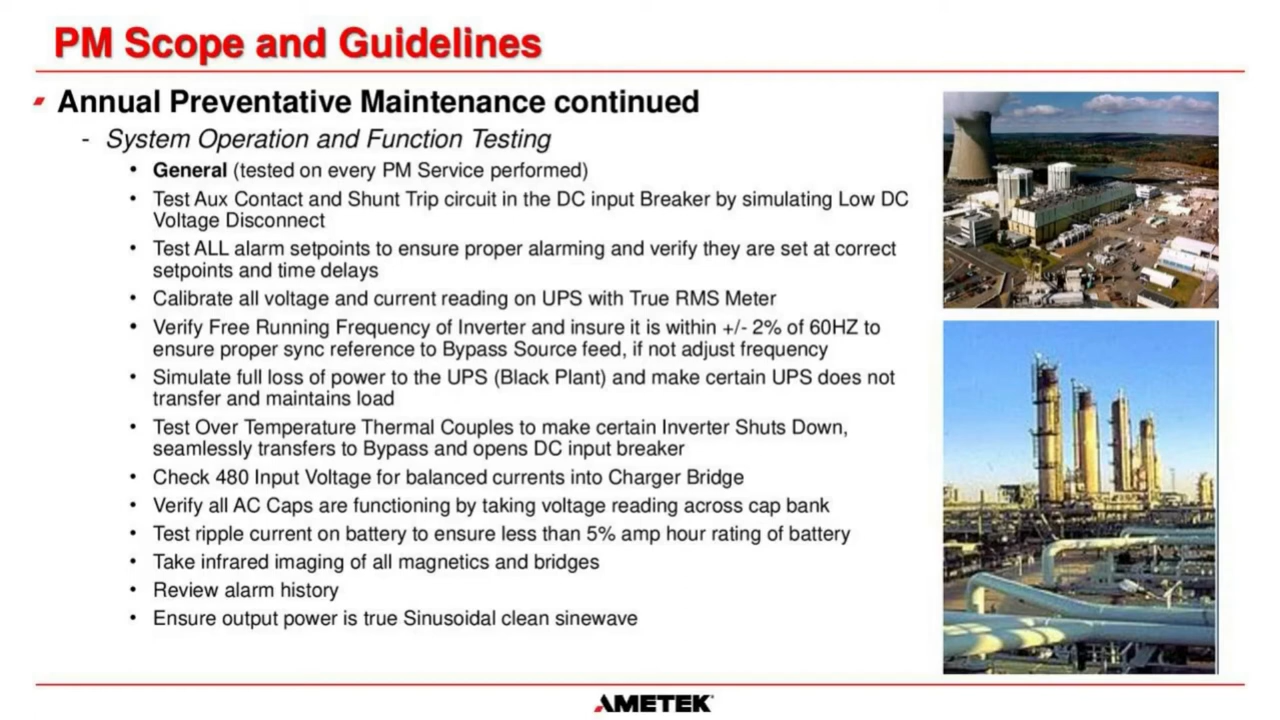 PM Scope and Guidelines
Annual Preventative Maintenance continued
- System Operation and Function Testing
• General (tested on every PM Service performed)
• Test Aux Contact and Shunt Trip circuit in the DC input Breaker by simulating Low DC
Voltage Disconnect
• Test ALL alarm setpoints to ensure proper alarming and verify they are set at correct
setpoints and time delays
• Calibrate all voltage and current reading on UPS with True RMS Meter
• Verify Free Running Frequency of Inverter and insure it is within +/- 2% of 60HZ to
ensure proper sync reference to Bypass Source feed, if not adjust frequency
• Simulate full loss of power to the UPS (Black Plant) and make certain UPS does not
transfer and maintains load
• Test Over Temperature Thermal Couples to make certain Inverter Shuts Down,
seamlessly transfers to Bypass and opens DC input breaker
• Check 480 Input Voltage for balanced currents into Charger Bridge
• Verify all AC Caps are functioning by taking voltage reading across cap bank
• Test ripple current on battery to ensure less than 5% amp hour rating of battery
• Take infrared imaging of all magnetics and bridges
• Review alarm history
• Ensure output power is true Sinusoidal clean sinewave
AMETEK